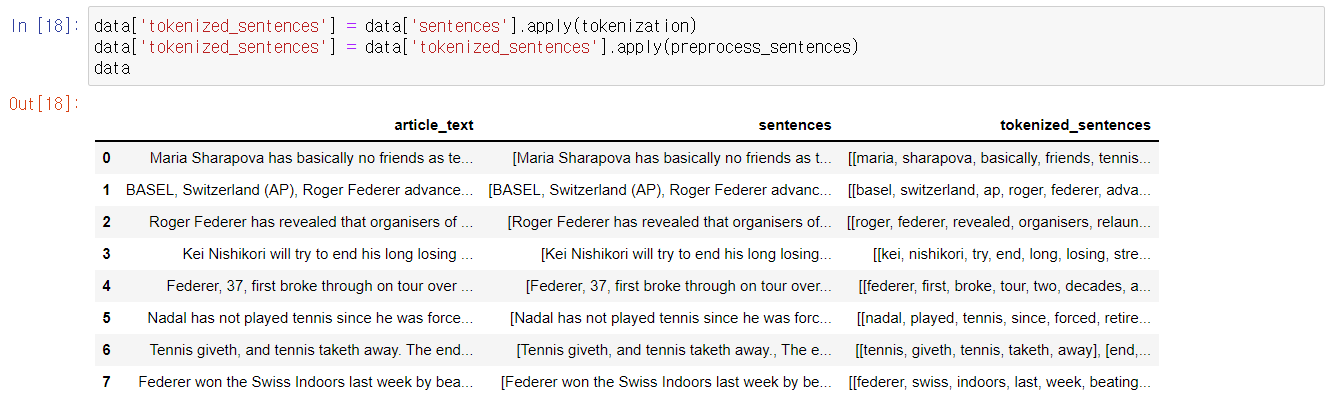 In [18]: data['tokenized_sentences'] = data['sentences'].apply(tokenization)
data['tokenized_sentences'] = data['tokenized_sentences'].apply(preprocess_sentences)
data
Out[18]:
article_text sentences tokenized_sentences
0 Maria Sharapova has basically no friends as te... [Maria Sharapova has basically no friends as t... [[maria, sharapova, basically, friends, tennis...
1 BASEL, Switzerland (AP), Roger Federer advance... [BASEL, Switzerland (AP), Roger Federer advanc... [[basel, switzerland, ap, roger, federer, adva...
2 Roger Federer has revealed that organisers of ... [Roger Federer has revealed that organisers of... [[roger, federer, revealed, organisers, relaun...
3 Kei Nishikori will try to end his long losing ... [Kei Nishikori will try to end his long losing... [[kei, nishikori, try, end, long, losing, stre...
4 Federer, 37, first broke through on tour over ... [Federer, 37, first broke through on tour over... [[federer, first, broke, tour, two, decades, a...
5 Nadal has not played tennis since he was force... [Nadal has not played tennis since he was forc... [[nadal, played, tennis, since, forced, retire...
6 Tennis giveth, and tennis taketh away. The end... [Tennis giveth, and tennis taketh away., The e... [[tennis, giveth, tennis, taketh, away], [end,...
7 Federer won the Swiss Indoors last week by bea... [Federer won the Swiss Indoors last week by be... [[federer, swiss, indoors, last, week, beating...